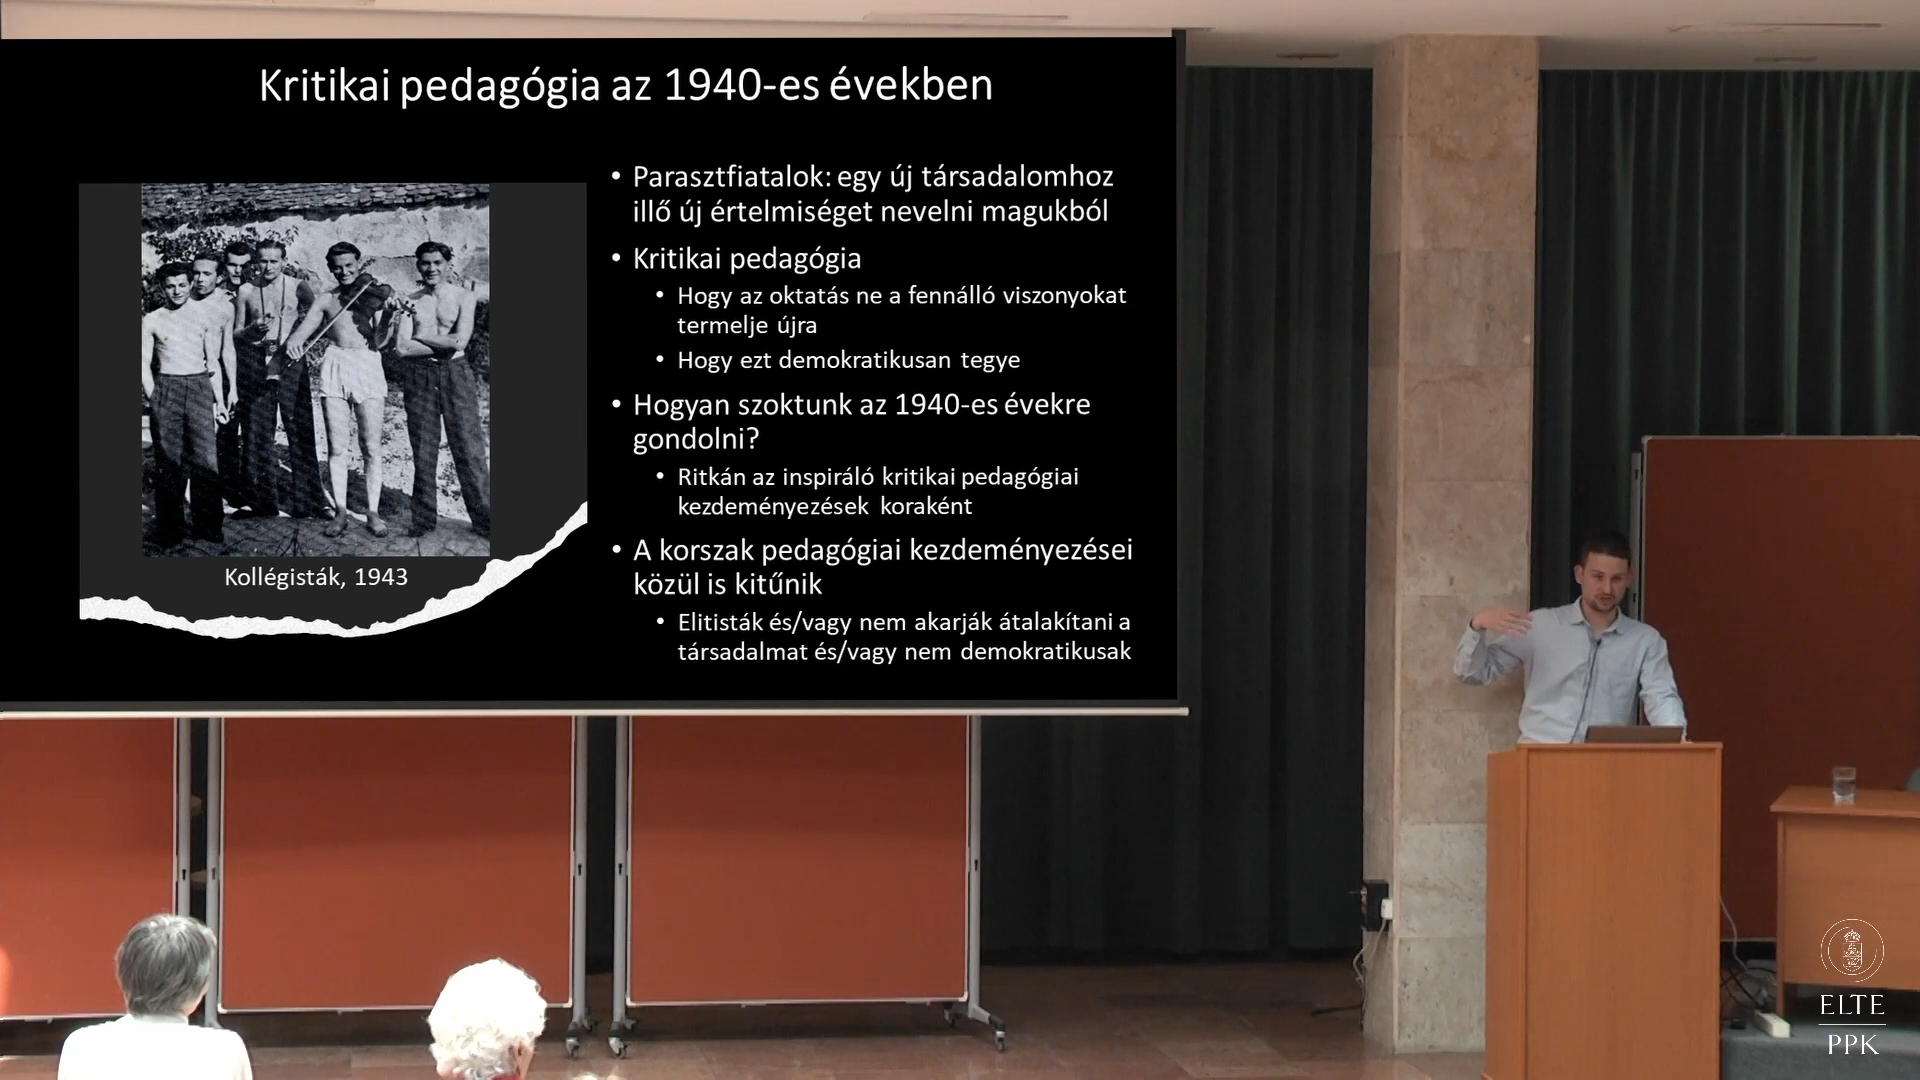 Kritikai pedagógia az 1940-es években
• Parasztfiatalok: egy új társadalomhoz
illő új értelmiséget nevelni magukból
• Kritikai pedagógia
• Hogy az oktatás ne a fennálló viszonyokat
termelje újra
• Hogy ezt demokratikusan tegye
• Hogyan szoktunk az 1940-es évekre
gondolni?
• Ritkán az inspiráló kritikai pedagógiai
kezdeményezések koraként
• A korszak pedagógiai kezdeményezései
közül is kitűnik
• Elitisták és/vagy nem akarják átalakítani a
társadalmat és/vagy nem demokratikusak
Kollégisták, 1943
ELTE
PPK